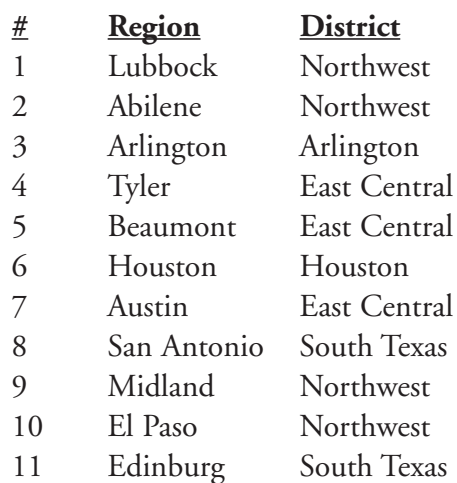 # Region District
1 Lubbock Northwest
2 Abilene Northwest
3 Arlington Arlington
4 Tyler East Central
5 Beaumont East Central
6 Houston Houston
7 Austin East Central
8 San Antonio South Texas
9 Midland Northwest
10 El Paso Northwest
11 Edinburg South Texas